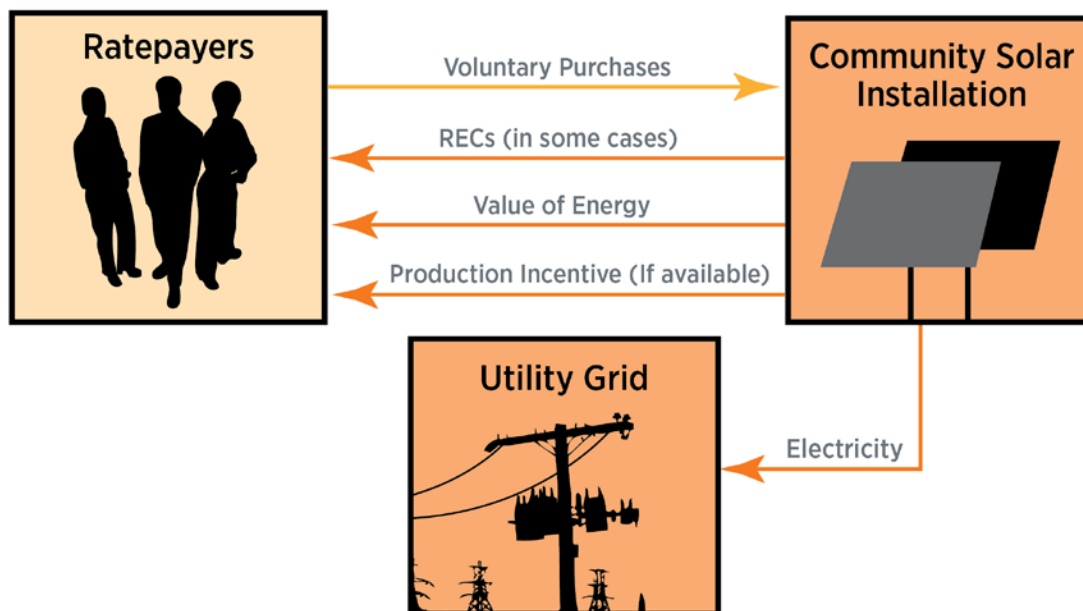 Ratepayers
Voluntary Purchases
RECs (in some cases)
Value of Energy
Production Incentive (If available)
Community Solar
Installation
Utility Grid
Electricity